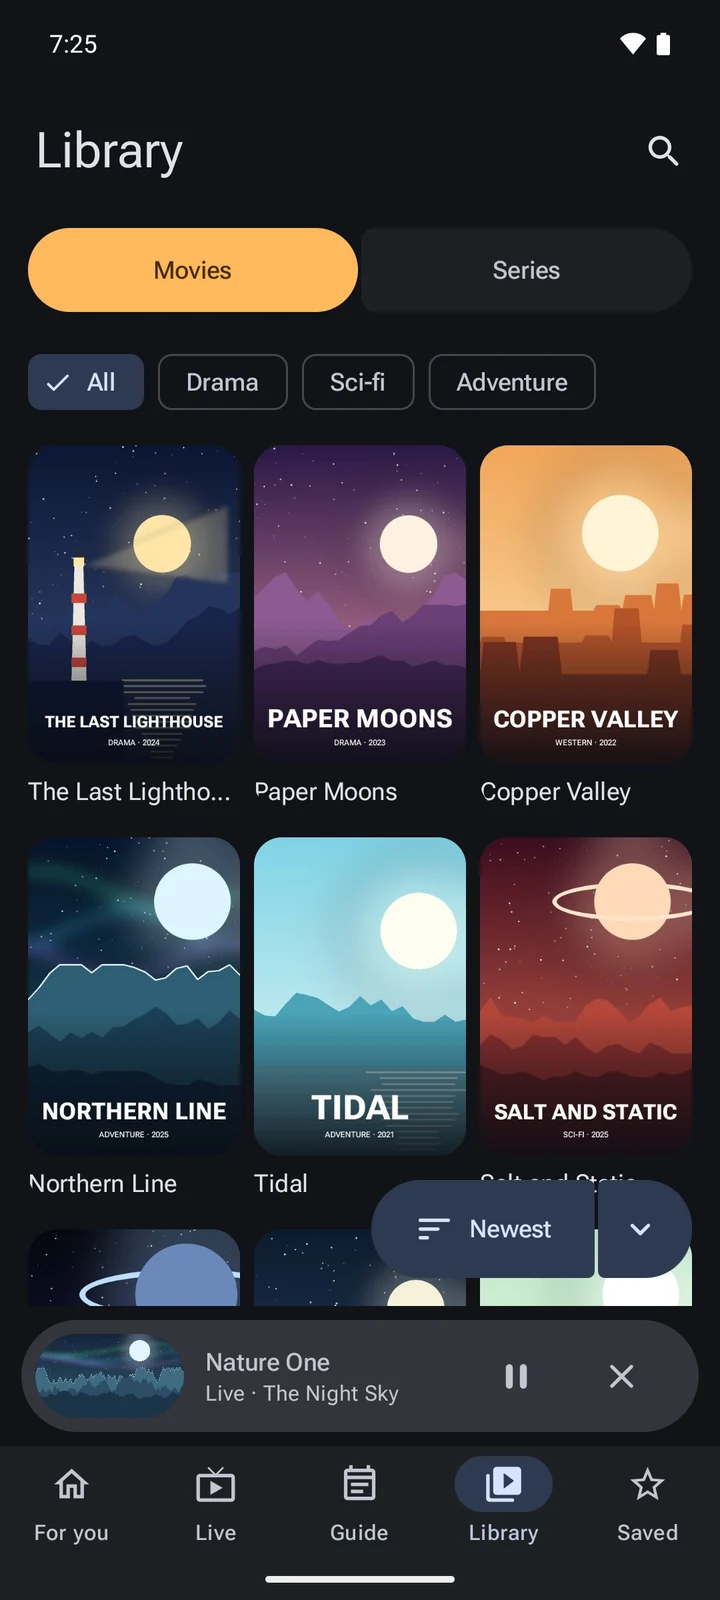 7:25
Library
Movies
Series
All
Drama
Sci-fi
Adventure
THE LAST LIGHTHOUSE
DRAMA · 2024
PAPER MOONS
DRAMA · 2023
COPPER VALLEY
WESTERN · 2022
The Last Lightho...
Paper Moons
Copper Valley
NORTHERN LINE
ADVENTURE · 2025
TIDAL
ADVENTURE · 2021
SALT AND STATIC
SCI-FI · 2025
Northern Line
Tidal
Salt and Static
Newest
Nature One
Live · The Night Sky
For you
Live
Guide
Library
Saved